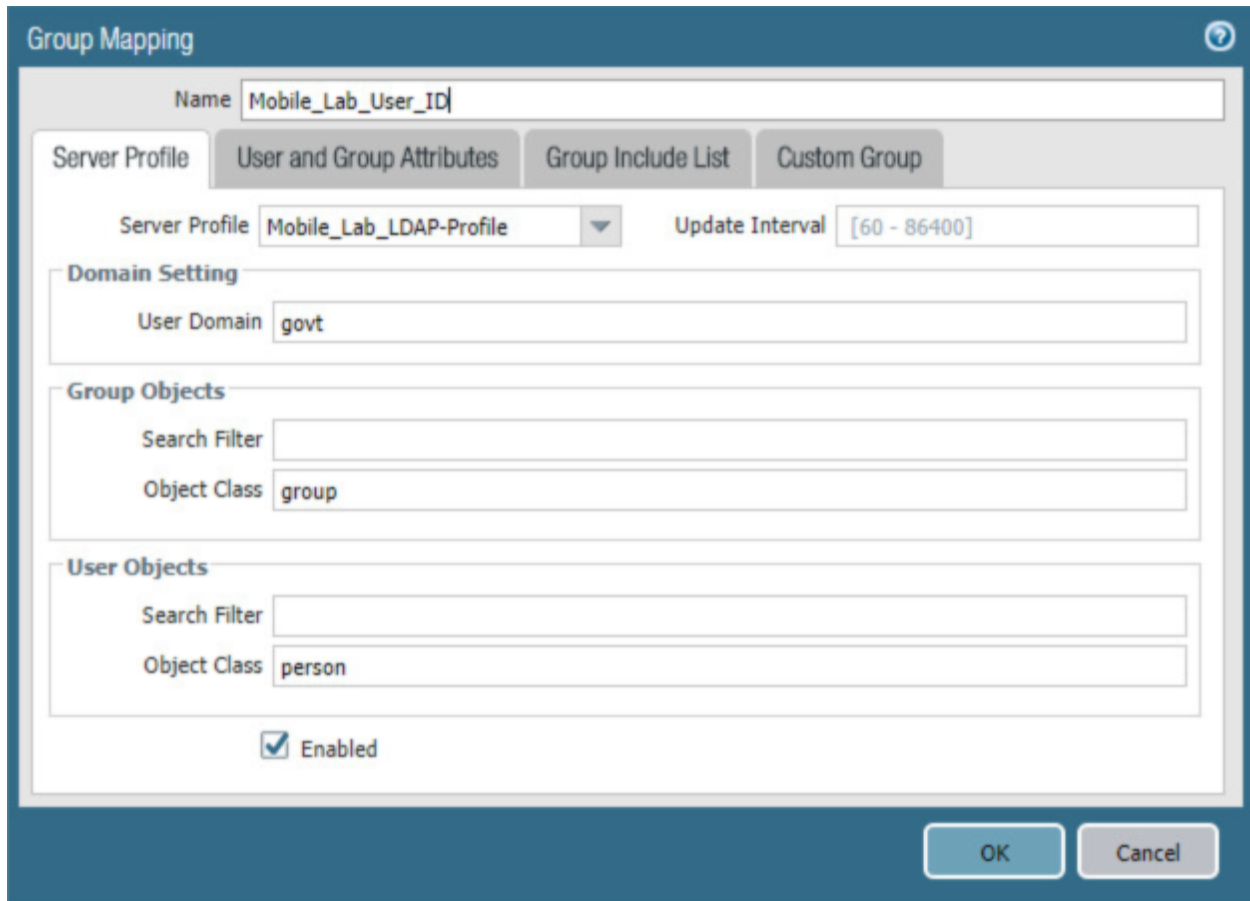 Group Mapping
Name Mobile_Lab_User_ID
Server Profile User and Group Attributes Group Include List Custom Group
Server Profile Mobile_Lab_LDAP-Profile Update Interval [60 - 86400]
Domain Setting
User Domain govt
Group Objects
Search Filter
Object Class group
User Objects
Search Filter
Object Class person
Enabled
OK Cancel